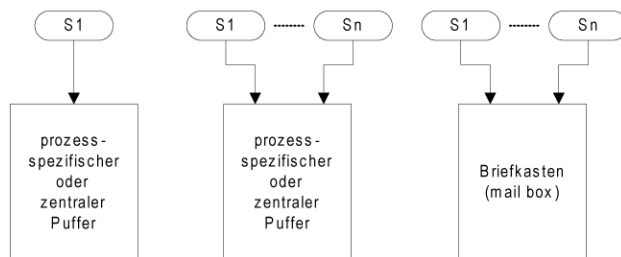 S1
S1 Sn
S1 Sn
prozess-
spezifischer
oder
zentraler
Puffer
prozess-
spezifischer
oder
zentraler
Puffer
Briefkasten
(mail box)